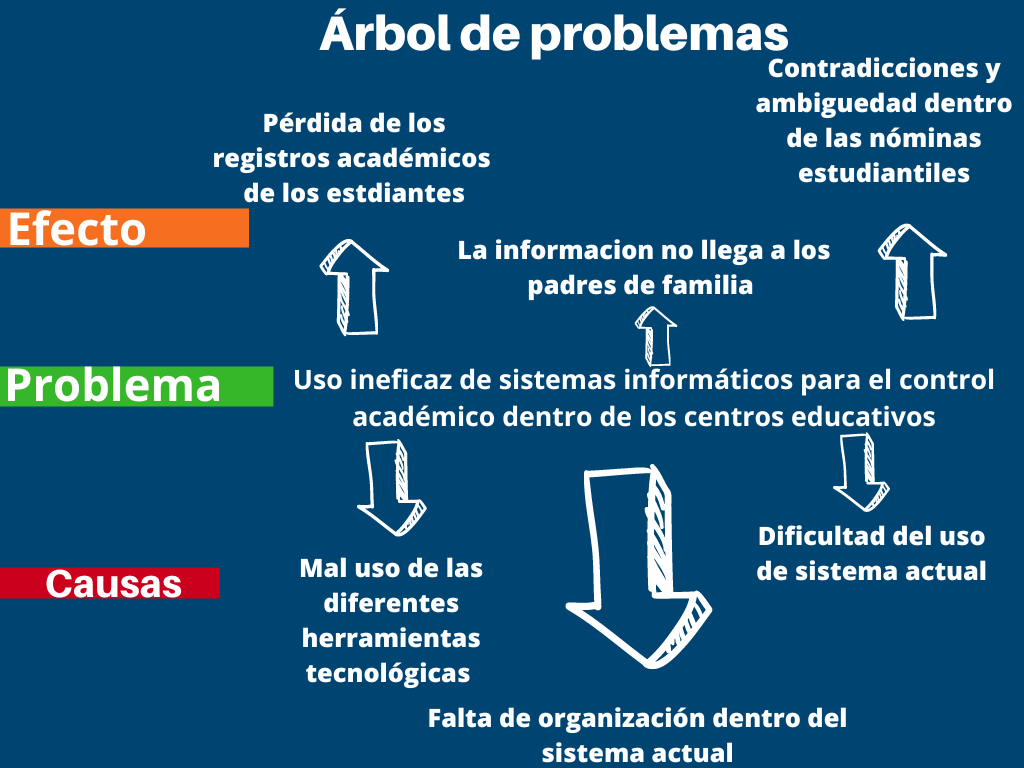 Árbol de problemas
Contradicciones y
ambiguedad dentro
de las nóminas
estudiantiles
Pérdida de los
registros académicos
de los estdiantes
Efecto
La informacion no llega a los
padres de familia
Problema
Uso ineficaz de sistemas informáticos para el control
académico dentro de los centros educativos
Causas
Mal uso de las
diferentes
herramientas
tecnológicas
Dificultad del uso
de sistema actual
Falta de organización dentro del
sistema actual